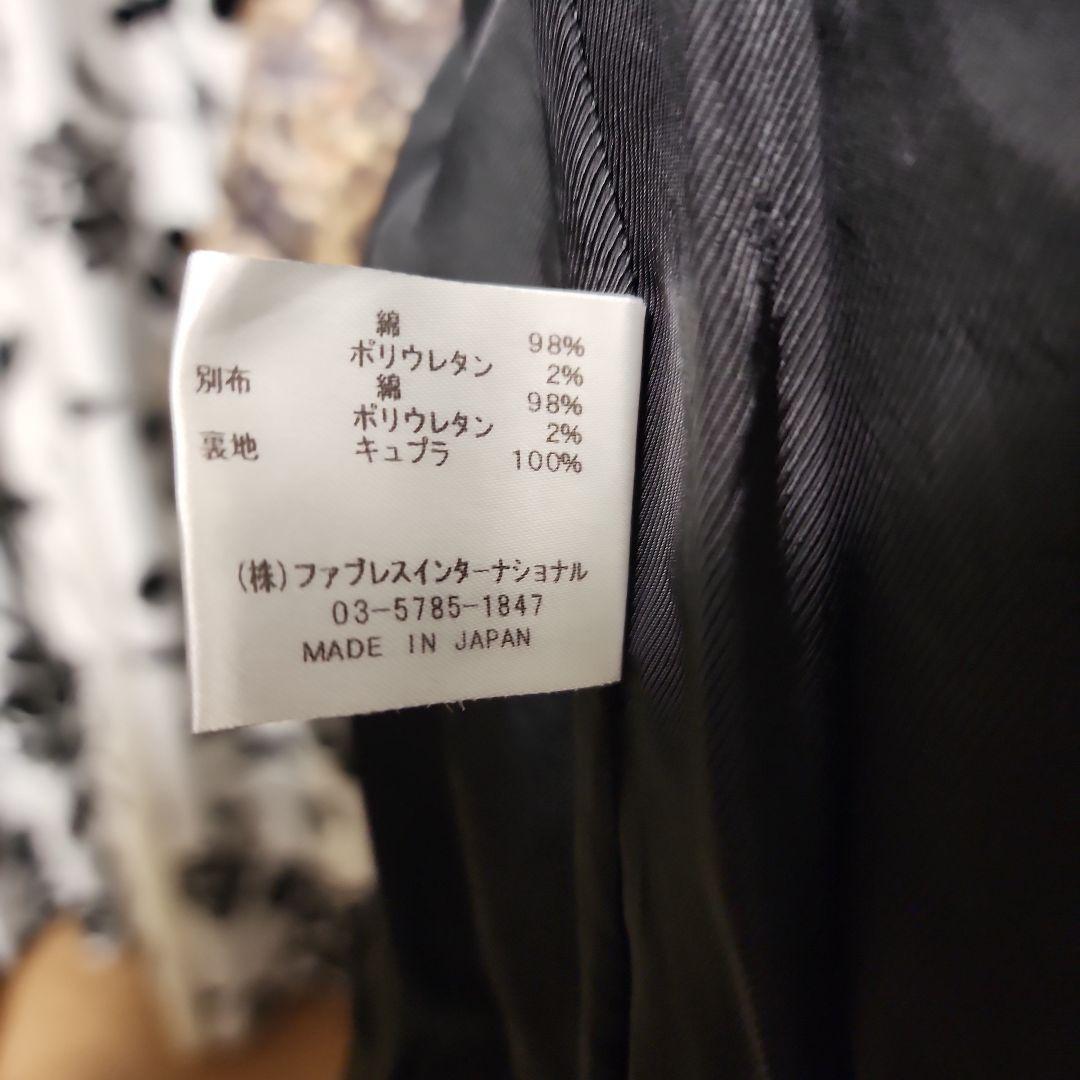 綿 98%
ポリウレタン 2%
別布 綿 98%
ポリウレタン 2%
裏地 キュプラ 100%
(株)ファブレスインターナショナル
03-5785-1847
MADE IN JAPAN